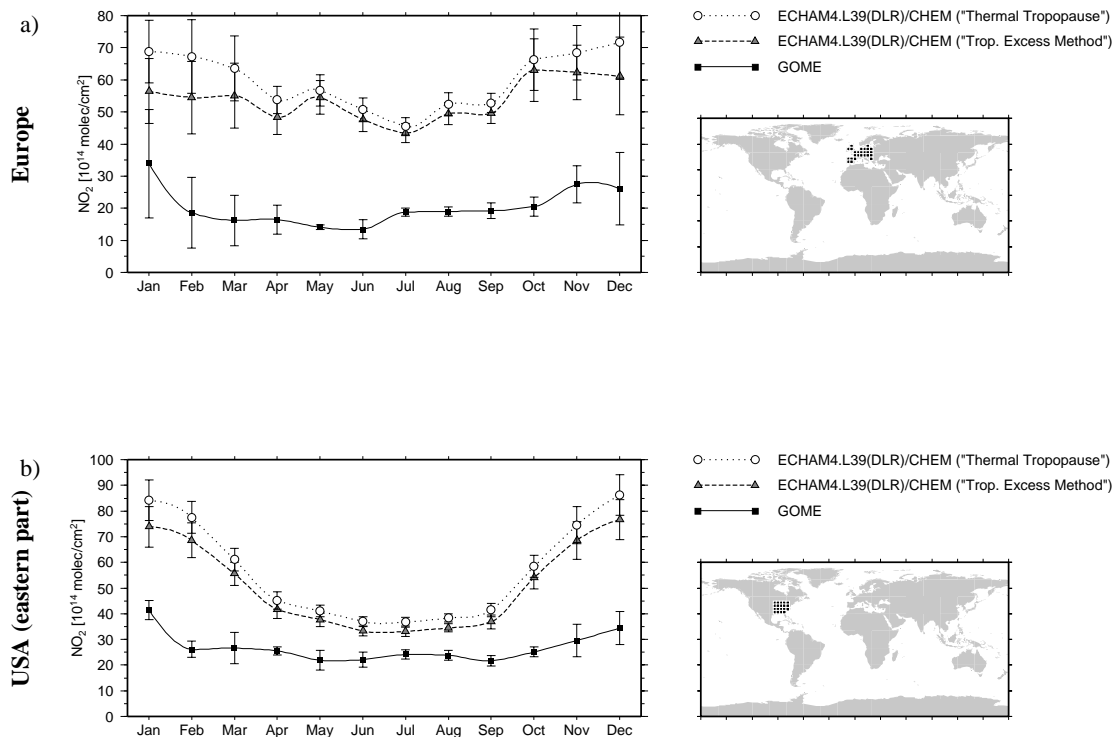 a)
Europe
NO2 [10^14 molec/cm^2]
80
70
60
50
40
30
20
10
0
Jan Feb Mar Apr May Jun Jul Aug Sep Oct Nov Dec
ECHAM4.L39(DLR)/CHEM ("Thermal Tropopause")
ECHAM4.L39(DLR)/CHEM ("Trop. Excess Method")
GOME
b)
USA (eastern part)
NO2 [10^14 molec/cm^2]
100
90
80
70
60
50
40
30
20
10
0
Jan Feb Mar Apr May Jun Jul Aug Sep Oct Nov Dec
ECHAM4.L39(DLR)/CHEM ("Thermal Tropopause")
ECHAM4.L39(DLR)/CHEM ("Trop. Excess Method")
GOME